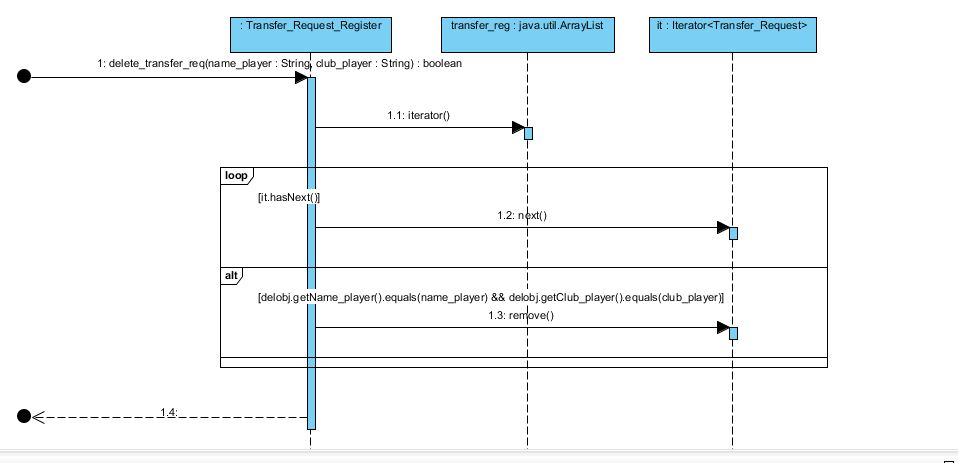 : Transfer_Request_Register
transfer_reg : java.util.ArrayList
it : Iterator<Transfer_Request>
1: delete_transfer_req(name_player : String, club_player : String) : boolean
1.1: iterator()
loop
[it.hasNext()]
1.2: next()
alt
[delobj.getName_player().equals(name_player) && delobj.getClub_player().equals(club_player)]
1.3: remove()
1.4: